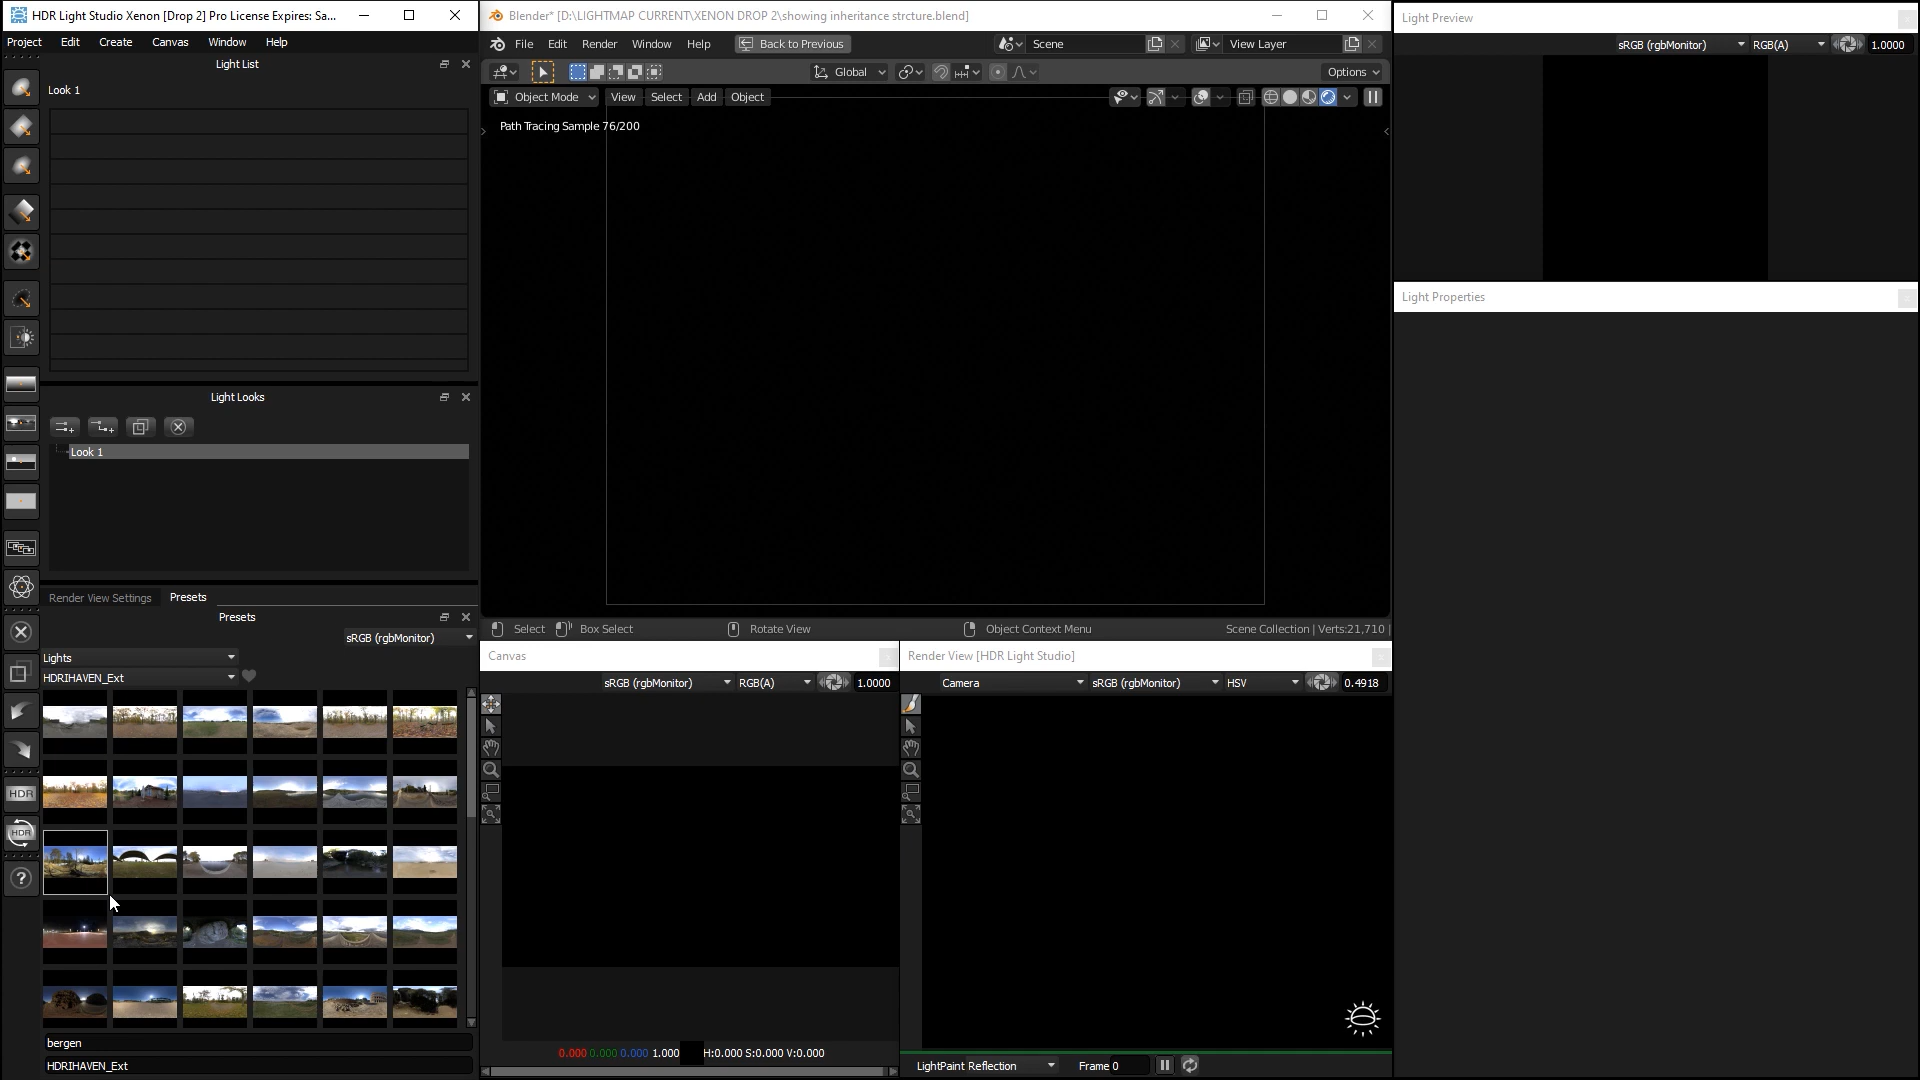 HDR Light Studio Xenon [Drop 2] Pro License Expires: Sa...
Project Edit Create Canvas Window Help
Light List
Look 1
Light Looks
Look 1
Render View Settings Presets
Presets
sRGB (rgbMonitor)
Lights
HDRIHAVEN_Ext
bergen
HDRIHAVEN_Ext
HDR
HDR
?
Blender* [D:\LIGHTMAP CURRENT\XENON DROP 2\showing inheritance strcture.blend]
File Edit Render Window Help Back to Previous Scene View Layer
Global Options
Object Mode View Select Add Object
Path Tracing Sample 76/200
Select Box Select Rotate View Object Context Menu Scene Collection | Verts:21,710 |
Canvas
sRGB (rgbMonitor) RGB(A) 1.0000
0.000 0.000 0.000 1.000 H:0.000 S:0.000 V:0.000
Render View [HDR Light Studio]
Camera sRGB (rgbMonitor) HSV 0.4918
LightPaint Reflection Frame 0
Light Preview
sRGB (rgbMonitor) RGB(A) 1.0000
Light Properties